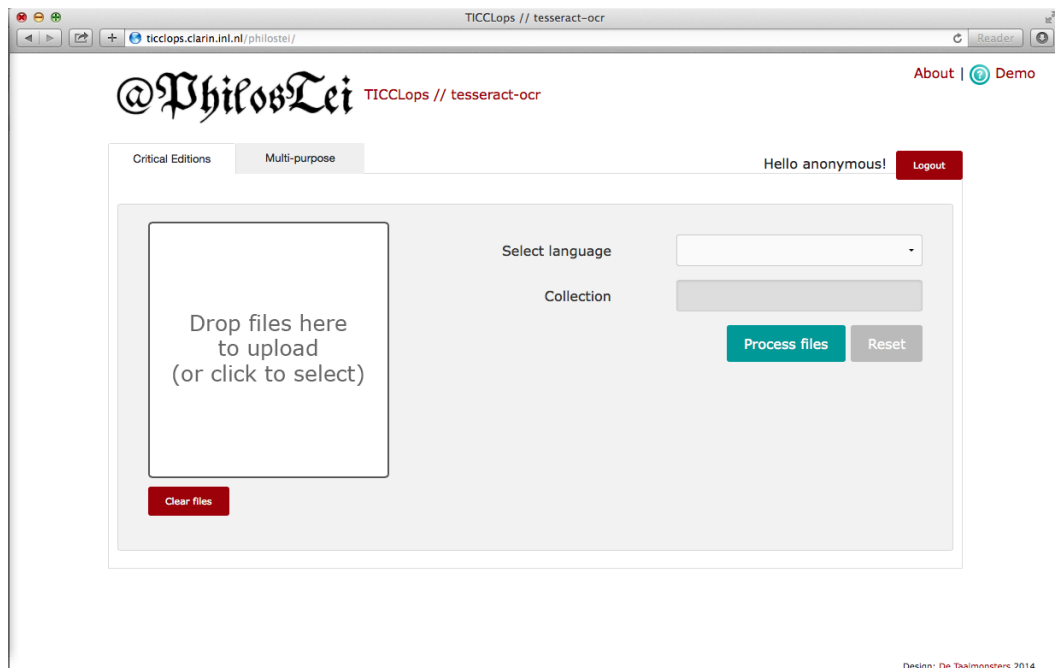 TICCLops // tesseract-ocr
ticclops.clarin.inl.nl/philostei/
Reader
About | Demo
@PhilosTei TICCLops // tesseract-ocr
Critical Editions Multi-purpose
Hello anonymous! Logout
Select language
Collection
Drop files here
to upload
(or click to select)
Process files Reset
Clear files
Design: De Taalmonsters 2014